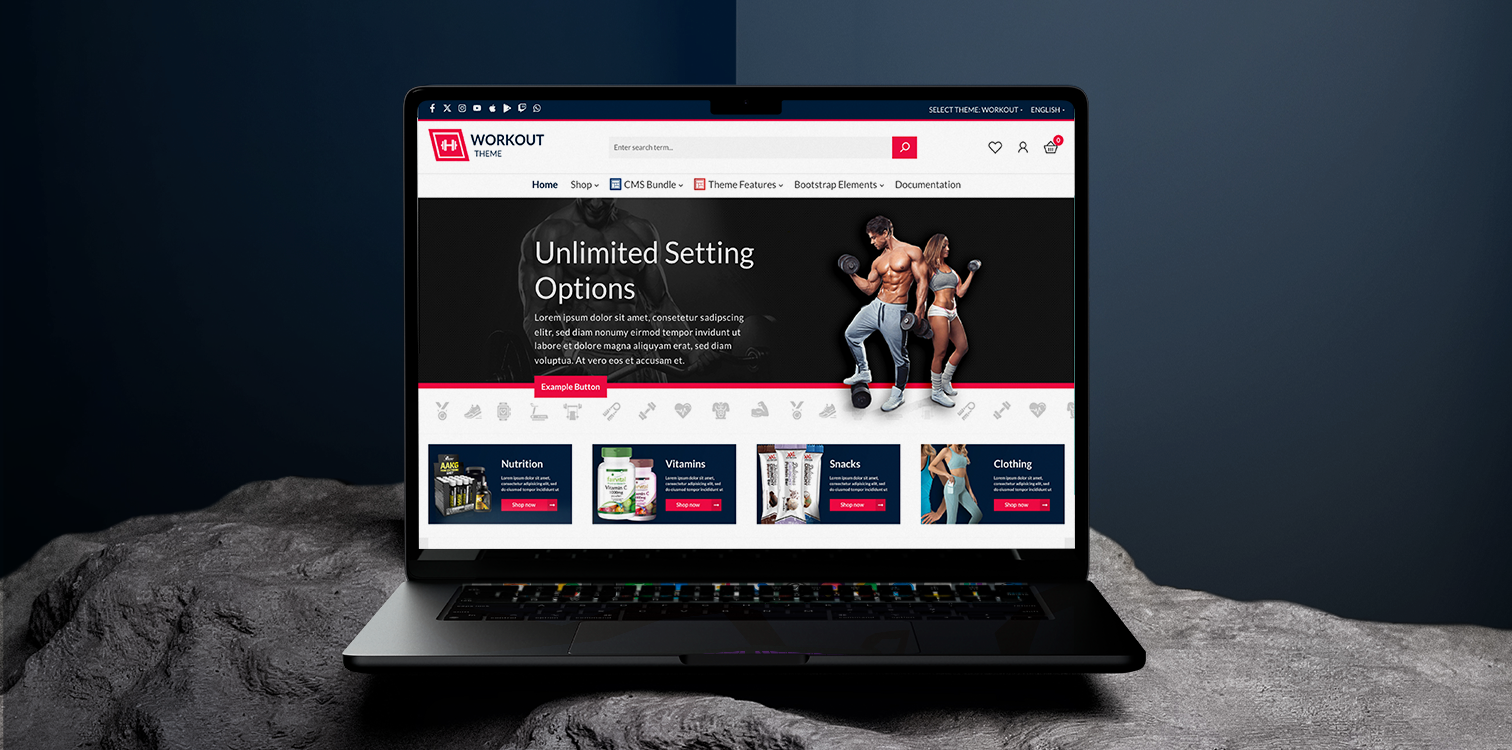 SELECT THEME: WORKOUT
ENGLISH
WORKOUT
THEME
Enter search term...
0
Home
Shop
CMS Bundle
Theme Features
Bootstrap Elements
Documentation
Unlimited Setting
Options
Lorem ipsum dolor sit amet, consetetur sadipscing
elitr, sed diam nonumy eirmod tempor invidunt ut
labore et dolore magna aliquyam erat, sed diam
voluptua. At vero eos et accusam et.
Example Button
AAKG
Nutrition
Lorem ipsum dolor sit amet,
consectetur adipisicing elit, sed
do eiusmod tempor incididunt ut
Shop now
Vitamin C
Vitamin C
Vitamins
Lorem ipsum dolor sit amet,
consectetur adipisicing elit, sed
do eiusmod tempor incididunt ut
Shop now
Snacks
Lorem ipsum dolor sit amet,
consectetur adipisicing elit, sed
do eiusmod tempor incididunt ut
Shop now
Clothing
Lorem ipsum dolor sit amet,
consectetur adipisicing elit, sed
do eiusmod tempor incididunt ut
Shop now